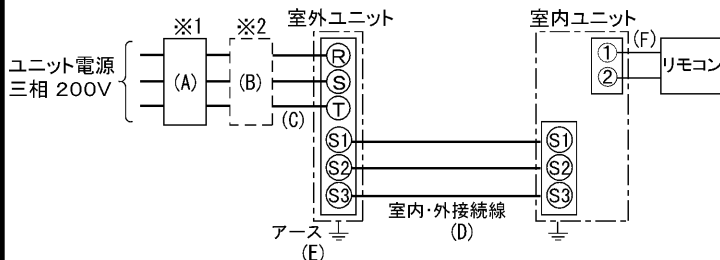 ※1
※2
室外ユニット
室内ユニット
ユニット電源
三相 200V
(A)
(B)
(C)
R
S
T
S1
S2
S3
①
②
(F)
リモコン
S1
S2
S3
室内・外接続線
(D)
アース
(E)